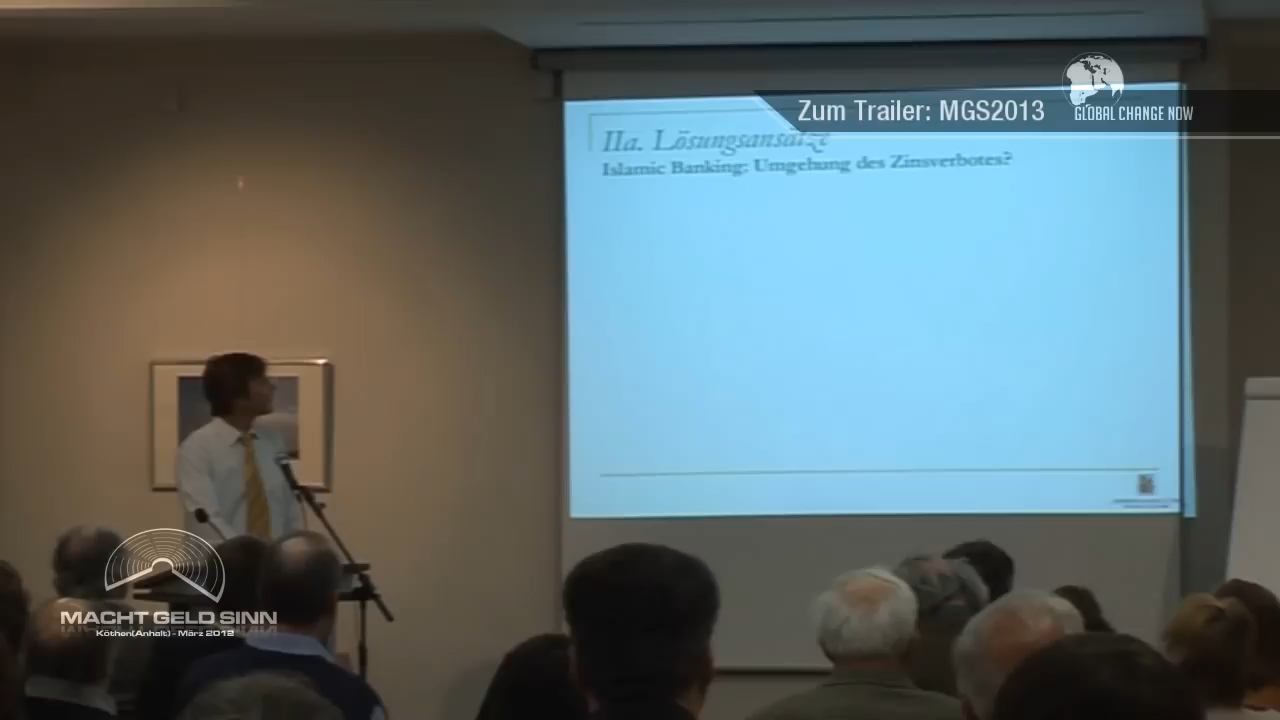 Zum Trailer: MGS2013
GLOBAL CHANGE NOW
IIa. Lösungsansätze
Islamic Banking: Umgehung des Zinsverbotes?
MACHT GELD SINN
Köthen(Anhalt) - März 2012